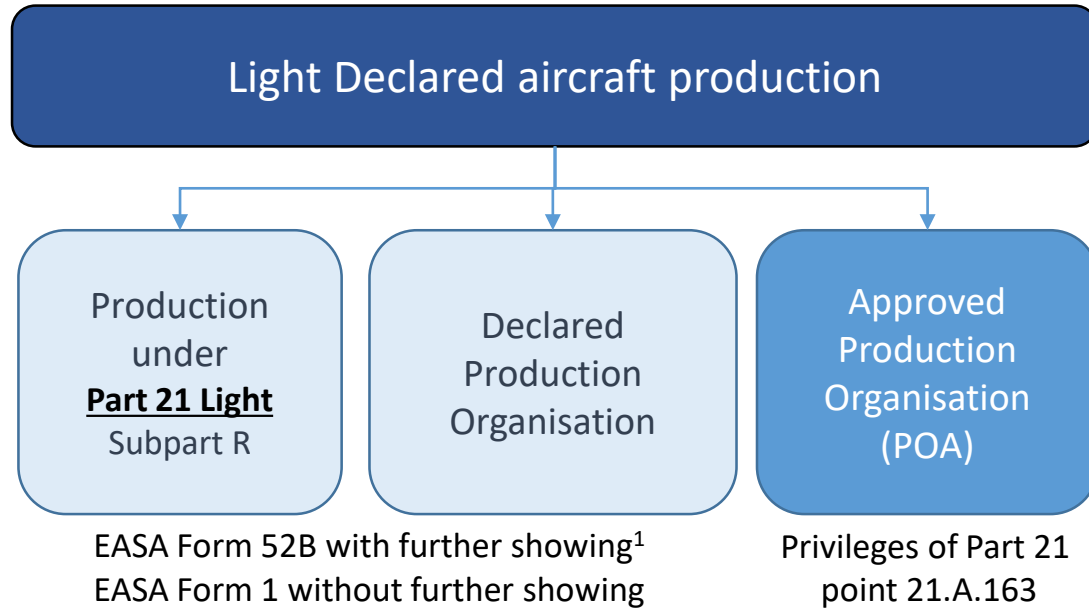 Light Declared aircraft production
Production
under
Part 21 Light
Subpart R
Declared
Production
Organisation
Approved
Production
Organisation
(POA)
EASA Form 52B with further showing¹
EASA Form 1 without further showing
Privileges of Part 21
point 21.A.163